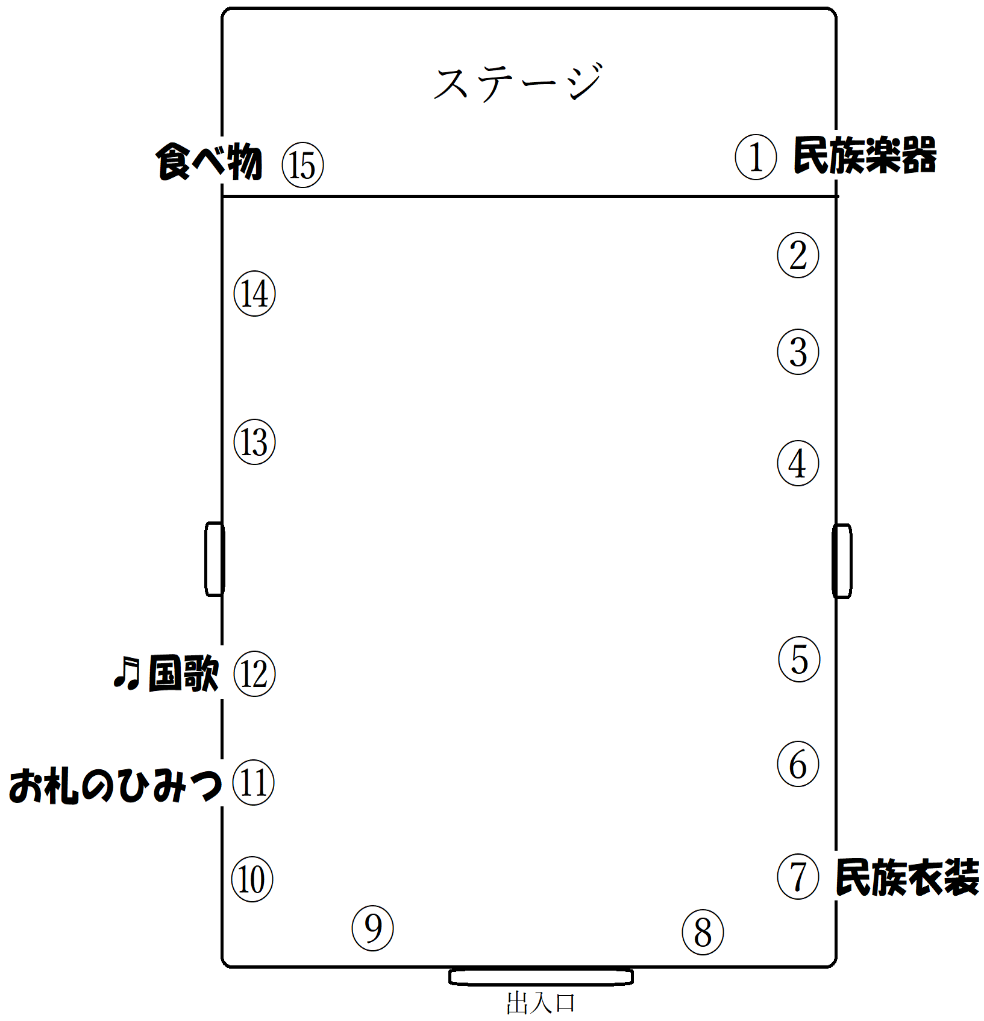 ステージ
食べ物 ⑮
① 民族楽器
②
⑭
③
⑬
④
⑤
♫国歌 ⑫
⑥
お札のひみつ ⑪
⑩
⑦ 民族衣装
⑨
⑧
出入口